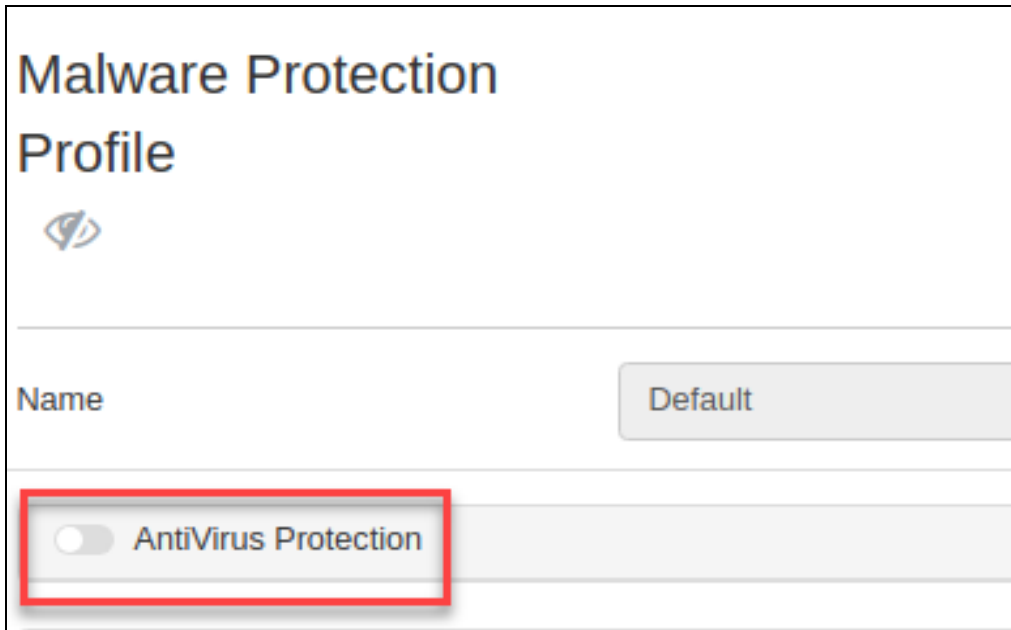 Malware Protection
Profile
Name
Default
AntiVirus Protection